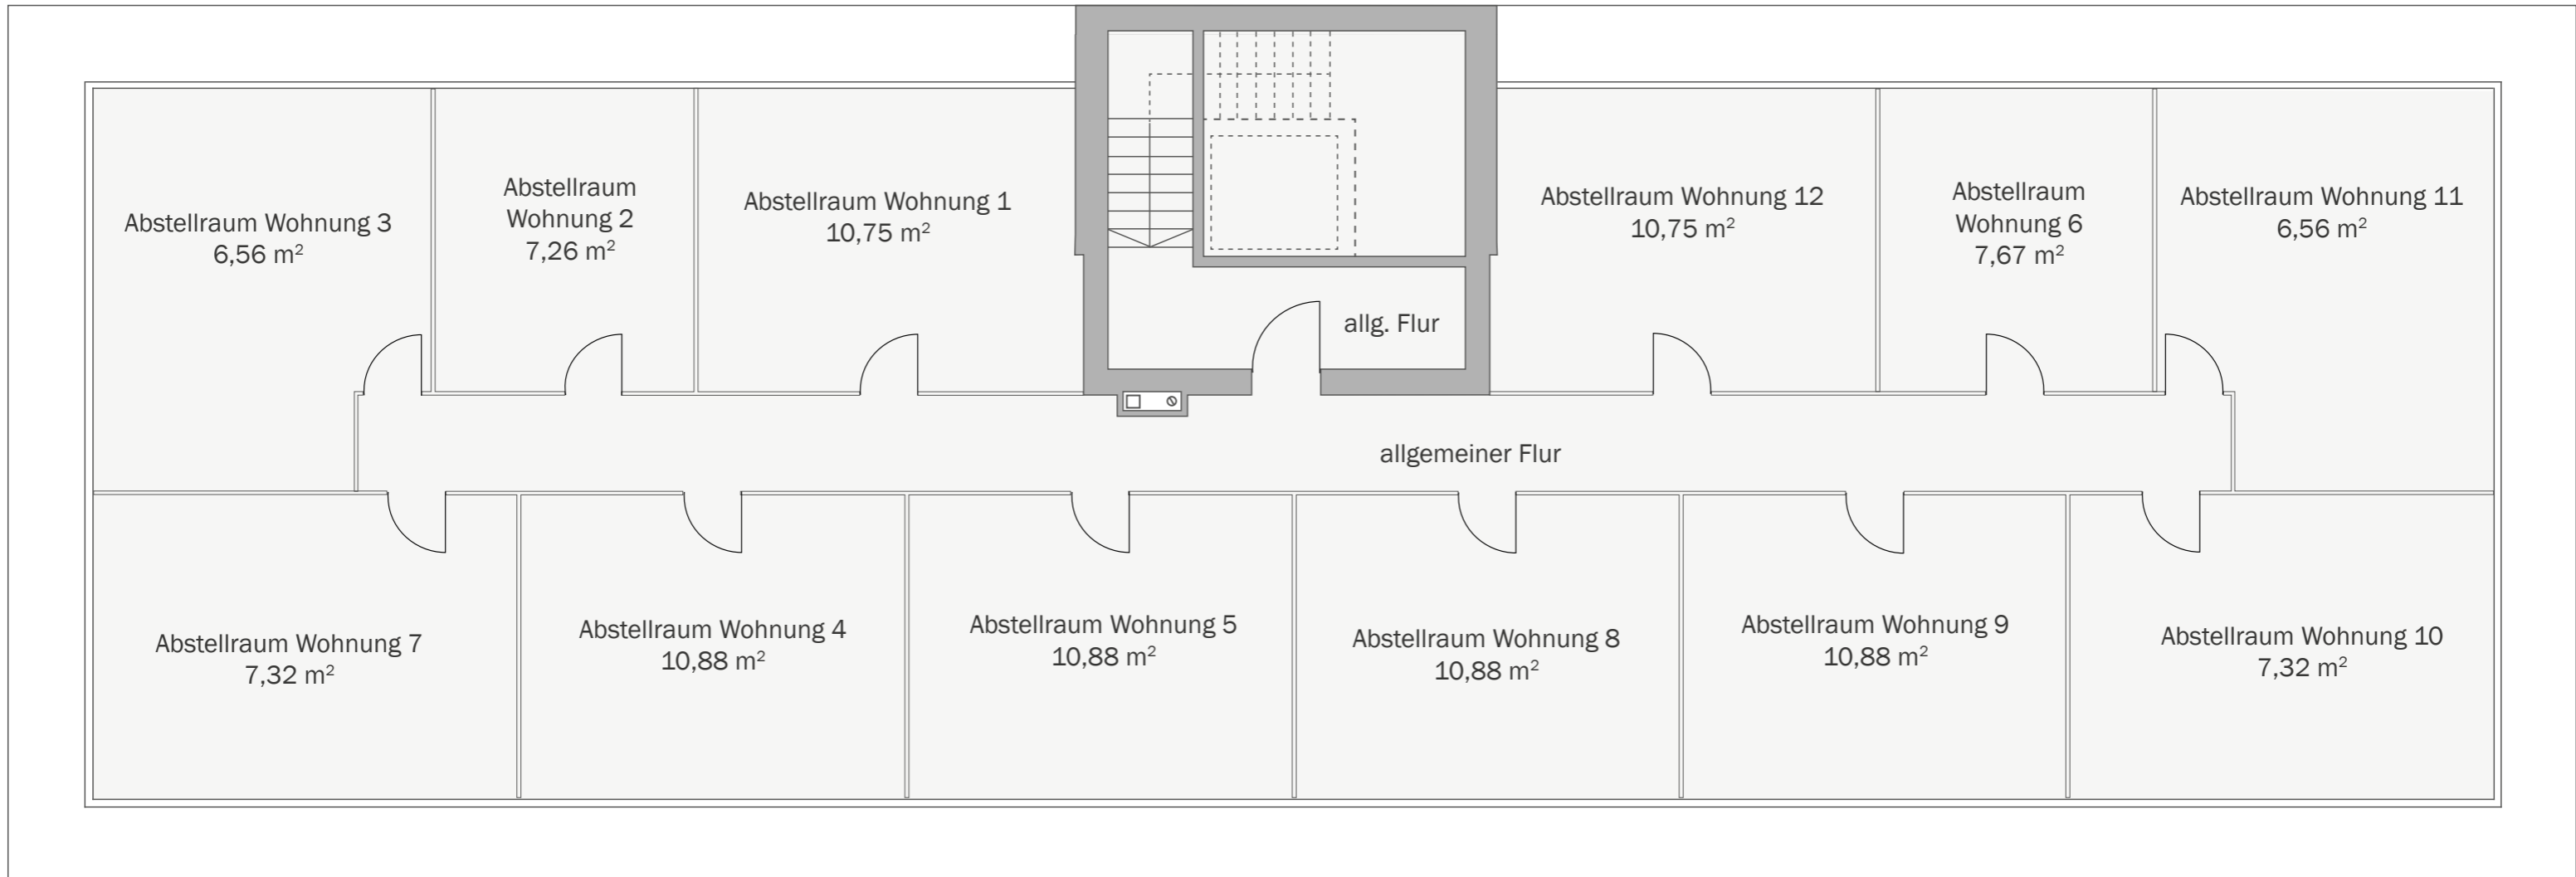 Abstellraum Wohnung 3
6,56 m²
Abstellraum
Wohnung 2
7,26 m²
Abstellraum Wohnung 1
10,75 m²
allg. Flur
Abstellraum Wohnung 12
10,75 m²
Abstellraum
Wohnung 6
7,67 m²
Abstellraum Wohnung 11
6,56 m²
allgemeiner Flur
Abstellraum Wohnung 7
7,32 m²
Abstellraum Wohnung 4
10,88 m²
Abstellraum Wohnung 5
10,88 m²
Abstellraum Wohnung 8
10,88 m²
Abstellraum Wohnung 9
10,88 m²
Abstellraum Wohnung 10
7,32 m²